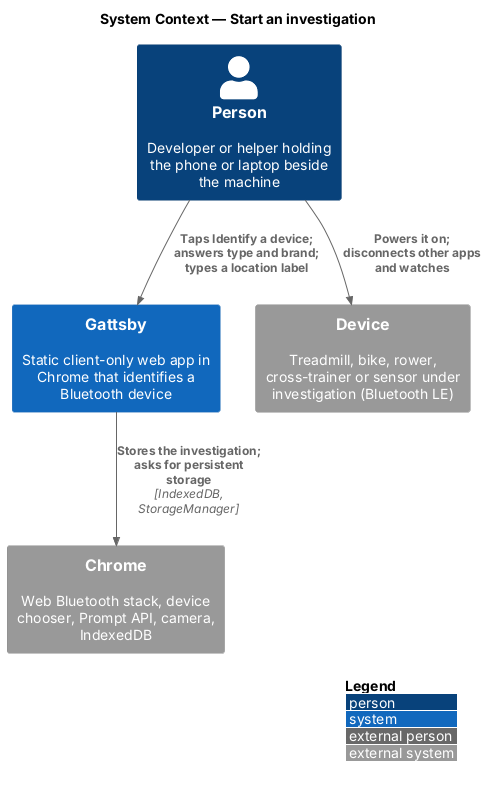 System Context — Start an investigation
Person
Developer or helper holding
the phone or laptop beside
the machine
Taps Identify a device;
answers type and brand;
types a location label
Powers it on;
disconnects other apps
and watches
Gattsby
Static client-only web app in
Chrome that identifies a
Bluetooth device
Device
Treadmill, bike, rower,
cross-trainer or sensor under
investigation (Bluetooth LE)
Stores the investigation;
asks for persistent
storage
[IndexedDB,
StorageManager]
Chrome
Web Bluetooth stack, device
chooser, Prompt API, camera,
IndexedDB
Legend
person
system
external person
external system